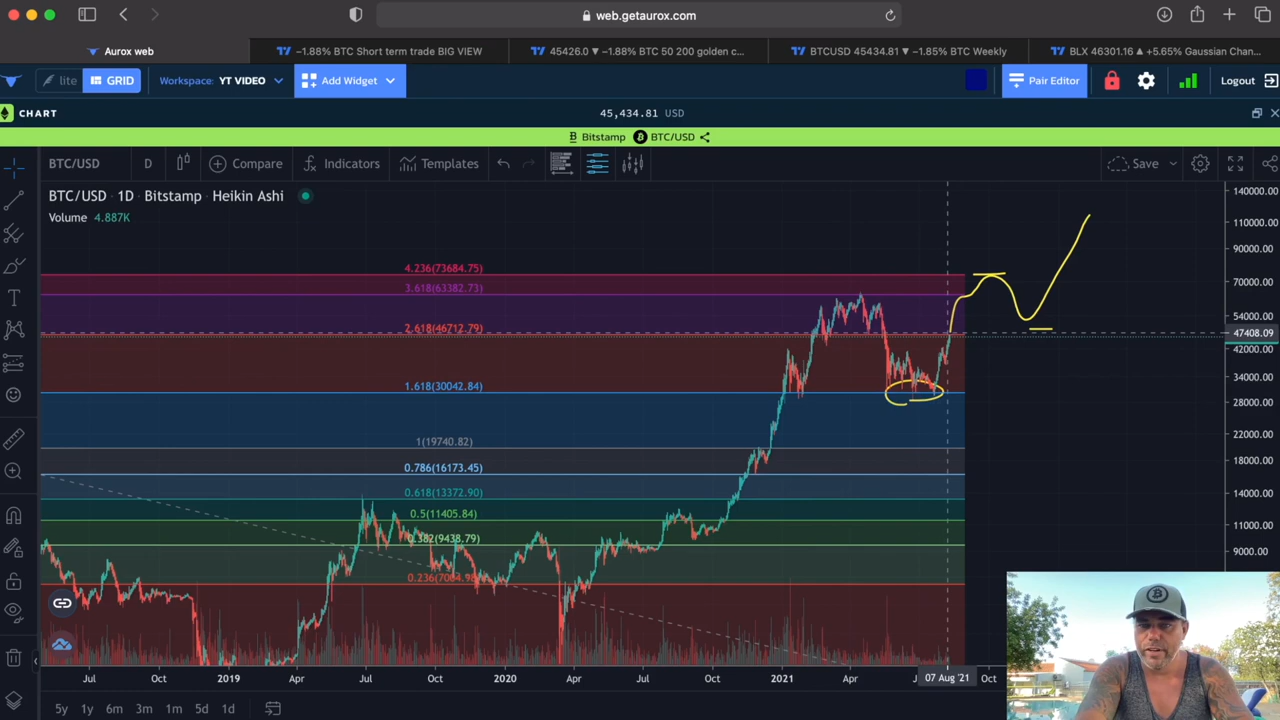 web.getaurox.com
Aurox web
−1.88% BTC Short term trade BIG VIEW
45426.0 ▼ −1.88% BTC 50 200 golden c...
BTCUSD 45434.81 ▼ −1.85% BTC Weekly
BLX 46301.16 ▲ +5.65% Gaussian Chan...
lite
GRID
Workspace: YT VIDEO
Add Widget
Pair Editor
Logout
CHART
45,434.81 USD
Bitstamp BTC/USD
BTC/USD
D
Compare
Indicators
Templates
Save
BTC/USD · 1D · Bitstamp · Heikin Ashi
Volume 4.887K
140000.00
110000.00
90000.00
4.236(73684.75)
70000.00
3.618(63382.73)
54000.00
2.618(46712.79)
47408.09
42000.00
34000.00
1.618(30042.84)
28000.00
1(19740.82)
22000.00
0.786(16173.45)
18000.00
0.618(13372.90)
14000.00
0.5(11405.84)
11000.00
0.382(9438.79)
9000.00
Jul
Oct
2019
Apr
Jul
Oct
2020
Apr
Jul
Oct
2021
Apr
07 Aug '21
Oct
5y
1y
6m
3m
1m
5d
1d